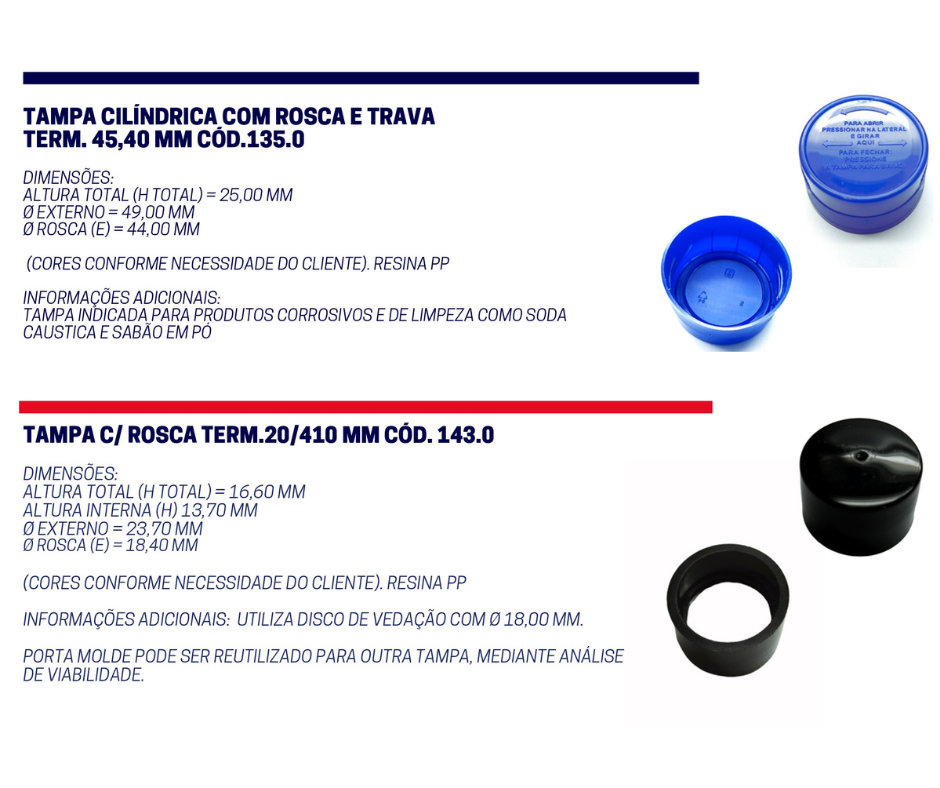 TAMPA CILÍNDRICA COM ROSCA E TRAVA
TERM. 45,40 MM CÓD.135.0
DIMENSÕES:
ALTURA TOTAL (H TOTAL) = 25,00 MM
Ø EXTERNO = 49,00 MM
Ø ROSCA (E) = 44,00 MM
(CORES CONFORME NECESSIDADE DO CLIENTE). RESINA PP
INFORMAÇÕES ADICIONAIS:
TAMPA INDICADA PARA PRODUTOS CORROSIVOS E DE LIMPEZA COMO SODA
CAUSTICA E SABÃO EM PÓ
PARA ABRIR
PRESSIONAR NA LATERAL
E GIRAR
AQUI
PARA FECHAR
PRESSIONE
A TAMPA PARA BAIXO
TAMPA C/ ROSCA TERM.20/410 MM CÓD. 143.0
DIMENSÕES:
ALTURA TOTAL (H TOTAL) = 16,60 MM
ALTURA INTERNA (H) 13,70 MM
Ø EXTERNO = 23,70 MM
Ø ROSCA (E) = 18,40 MM
(CORES CONFORME NECESSIDADE DO CLIENTE). RESINA PP
INFORMAÇÕES ADICIONAIS: UTILIZA DISCO DE VEDAÇÃO COM Ø 18,00 MM.
PORTA MOLDE PODE SER REUTILIZADO PARA OUTRA TAMPA, MEDIANTE ANÁLISE
DE VIABILIDADE.